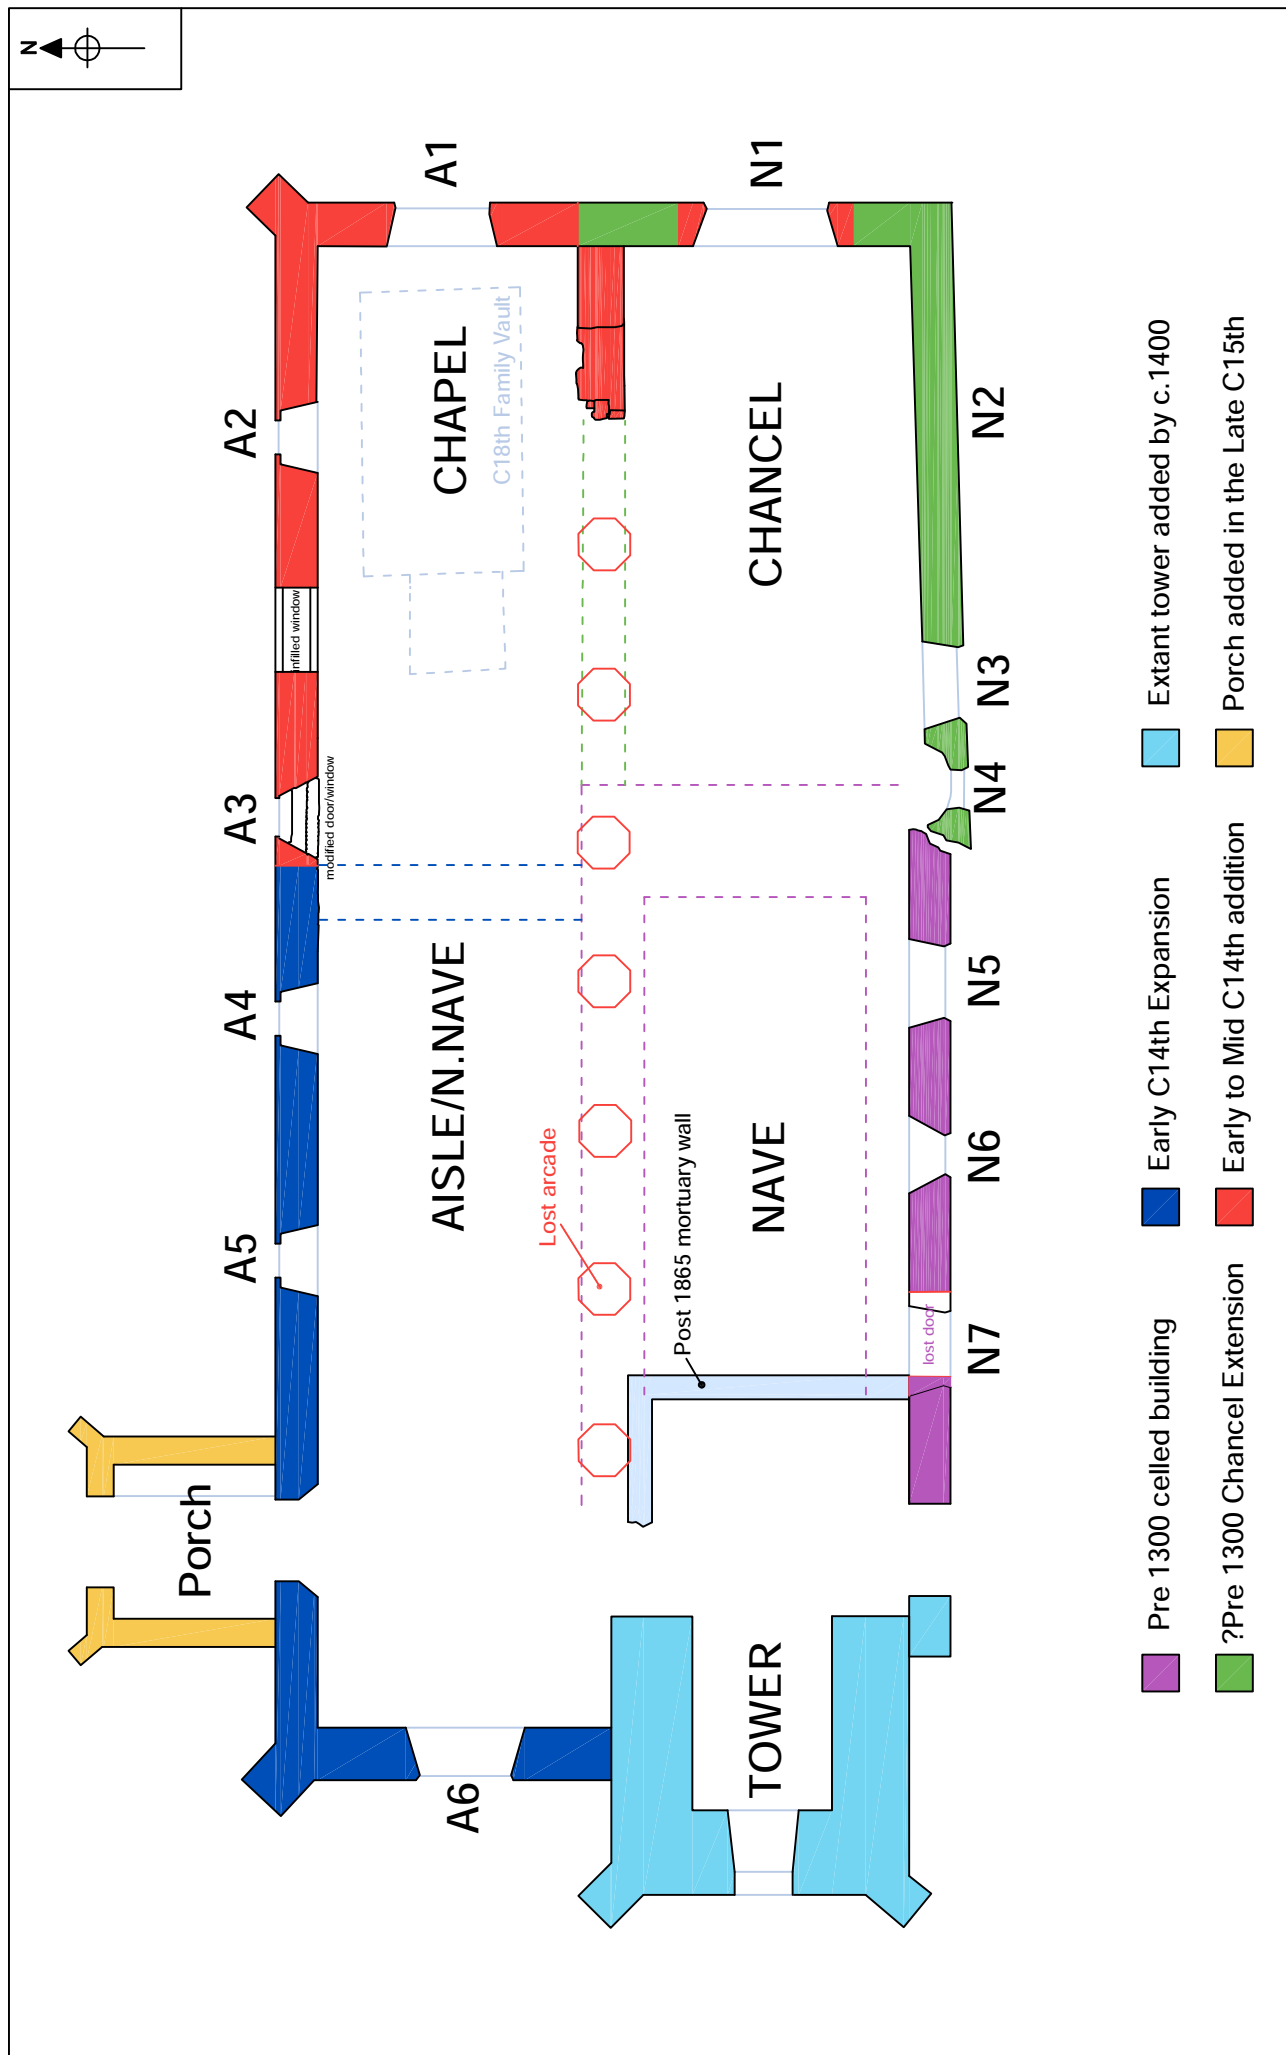 N
A1
N1
A2
CHAPEL
C18th Family Vault
CHANCEL
N2
infilled window
N3
A3
modified door/window
N4
A4
AISLE/N.NAVE
N5
A5
Lost arcade
Post 1865 mortuary wall
NAVE
N6
lost door
N7
Porch
A6
TOWER
Pre 1300 celled building
Early C14th Expansion
Extant tower added by c.1400
?Pre 1300 Chancel Extension
Early to Mid C14th addition
Porch added in the Late C15th